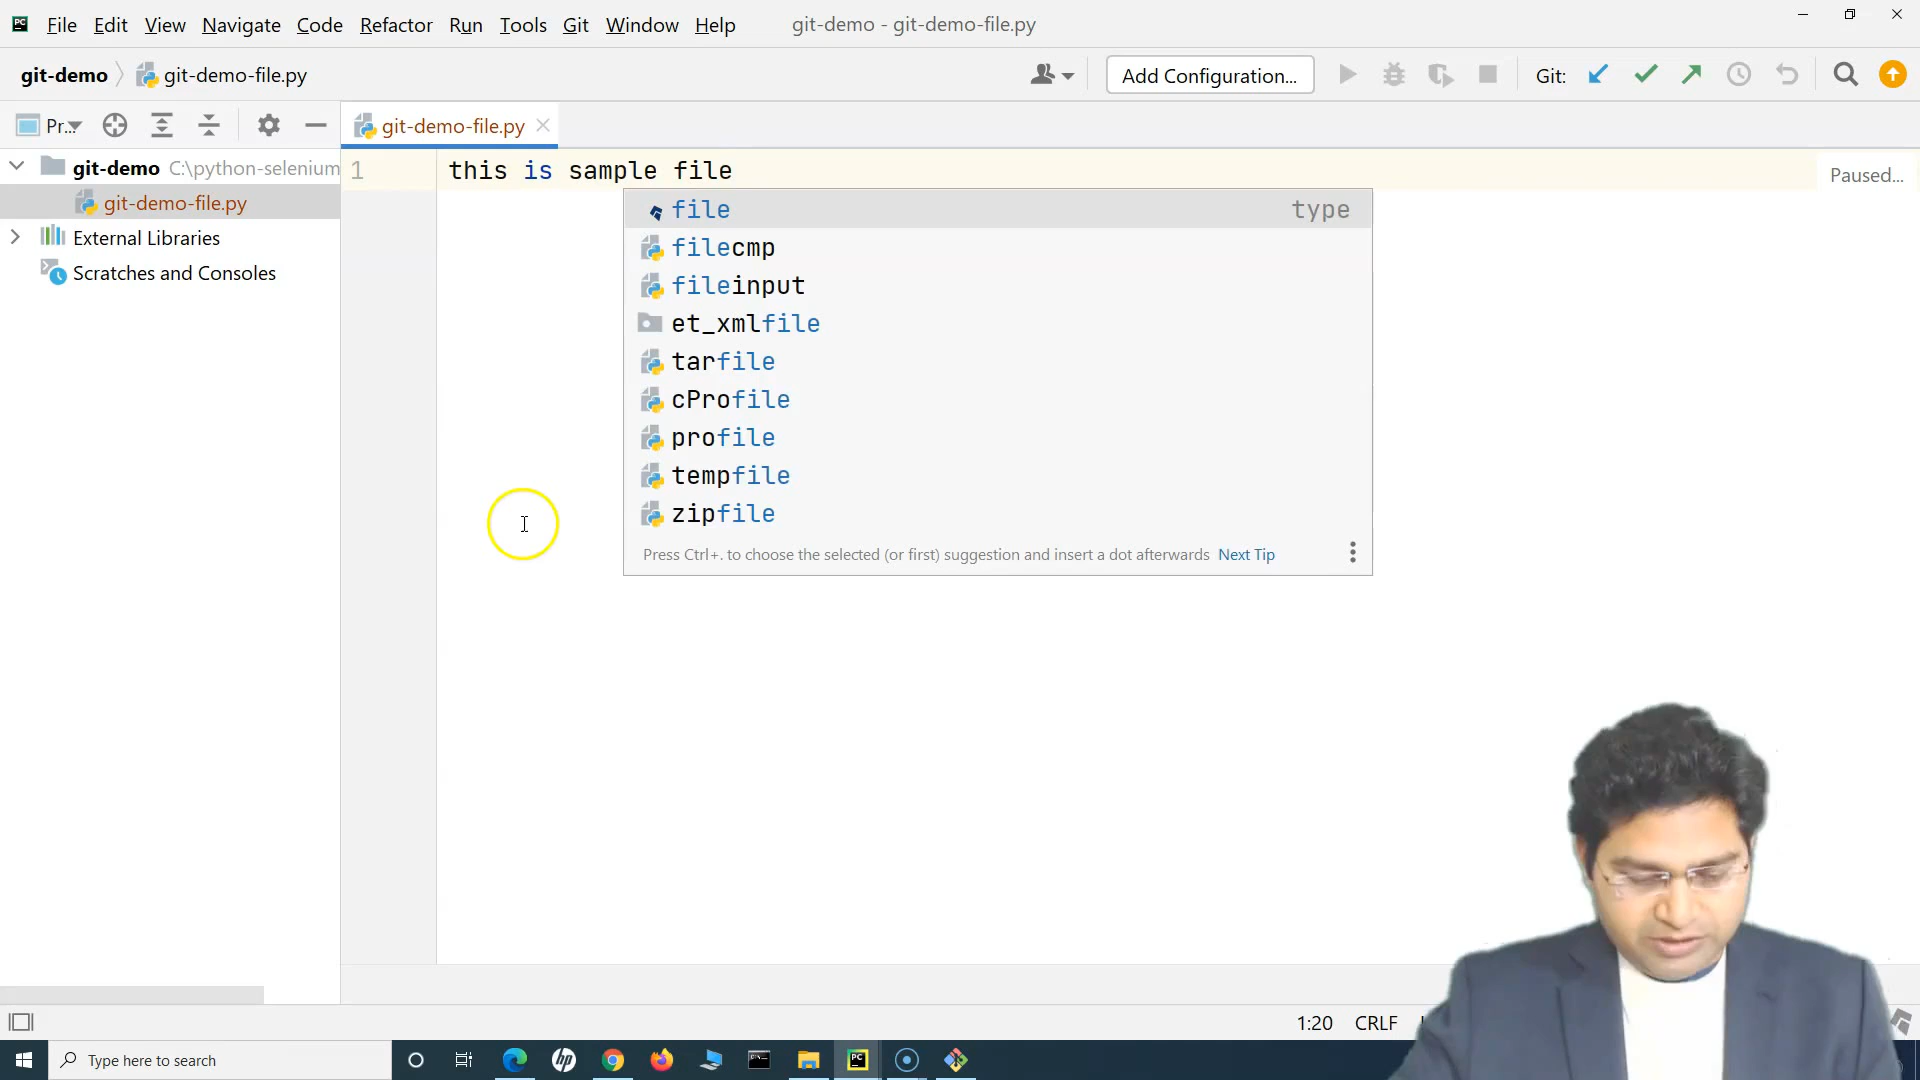 File Edit View Navigate Code Refactor Run Tools Git Window Help git-demo - git-demo-file.py
git-demo git-demo-file.py Add Configuration... Git:
Pr... git-demo-file.py
git-demo C:\python-selenium
git-demo-file.py
External Libraries
Scratches and Consoles
1 this is sample file
Paused...
file type
filecmp
fileinput
et_xmlfile
tarfile
cProfile
profile
tempfile
zipfile
Press Ctrl+. to choose the selected (or first) suggestion and insert a dot afterwards Next Tip
1:20 CRLF
Type here to search